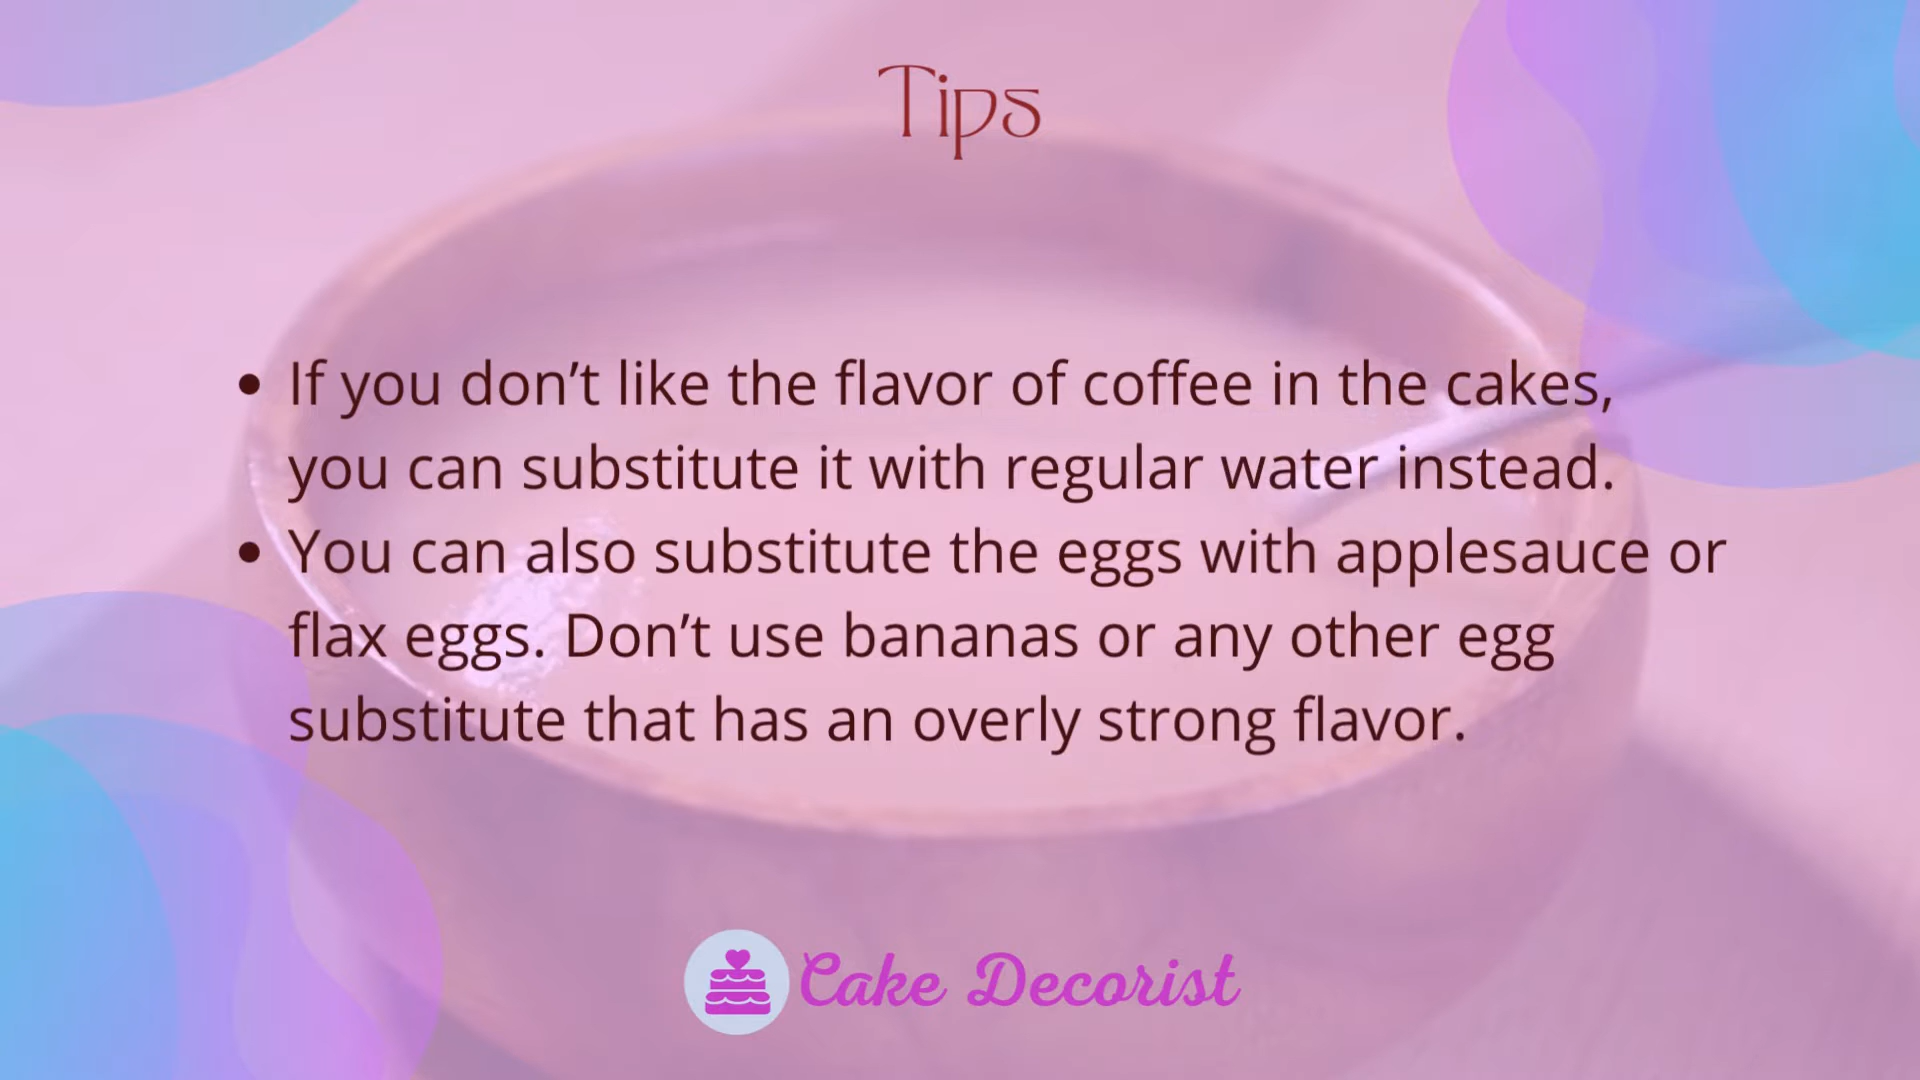 Tips
• If you don’t like the flavor of coffee in the cakes,
you can substitute it with regular water instead.
• You can also substitute the eggs with applesauce or
flax eggs. Don’t use bananas or any other egg
substitute that has an overly strong flavor.
Cake Decorist